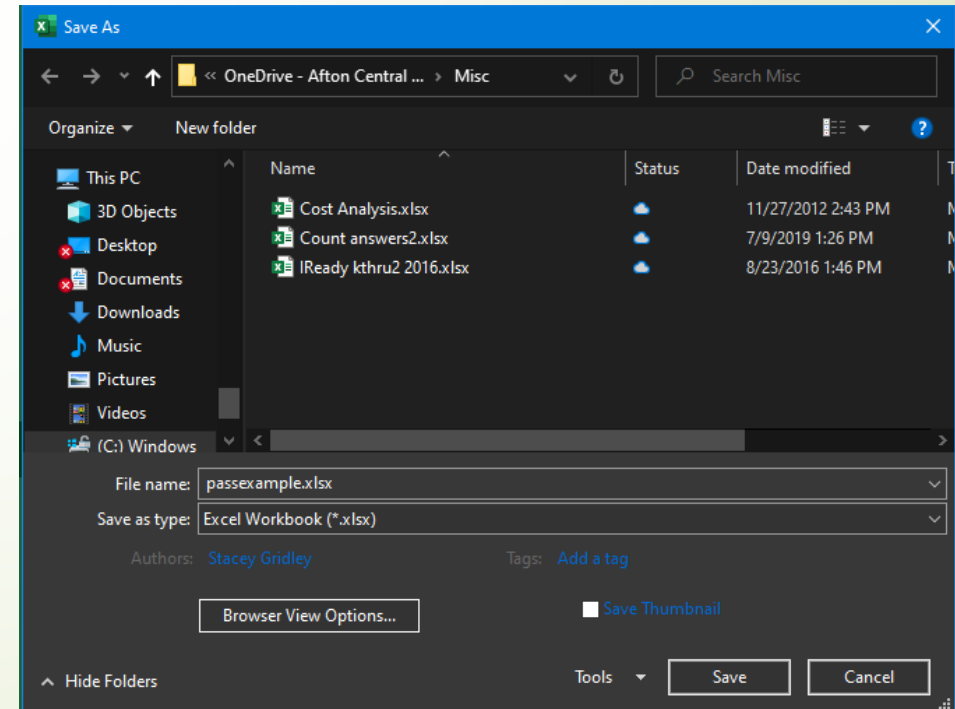 Save As
« OneDrive - Afton Central ... › Misc
Search Misc
Organize
New folder
This PC
3D Objects
Desktop
Documents
Downloads
Music
Pictures
Videos
(C:) Windows
Name Status Date modified T
Cost Analysis.xlsx 11/27/2012 2:43 PM M
Count answers2.xlsx 7/9/2019 1:26 PM M
IReady kthru2 2016.xlsx 8/23/2016 1:46 PM M
File name: passexample.xlsx
Save as type: Excel Workbook (*.xlsx)
Authors: Stacey Gridley Tags: Add a tag
Browser View Options... Save Thumbnail
Hide Folders Tools Save Cancel